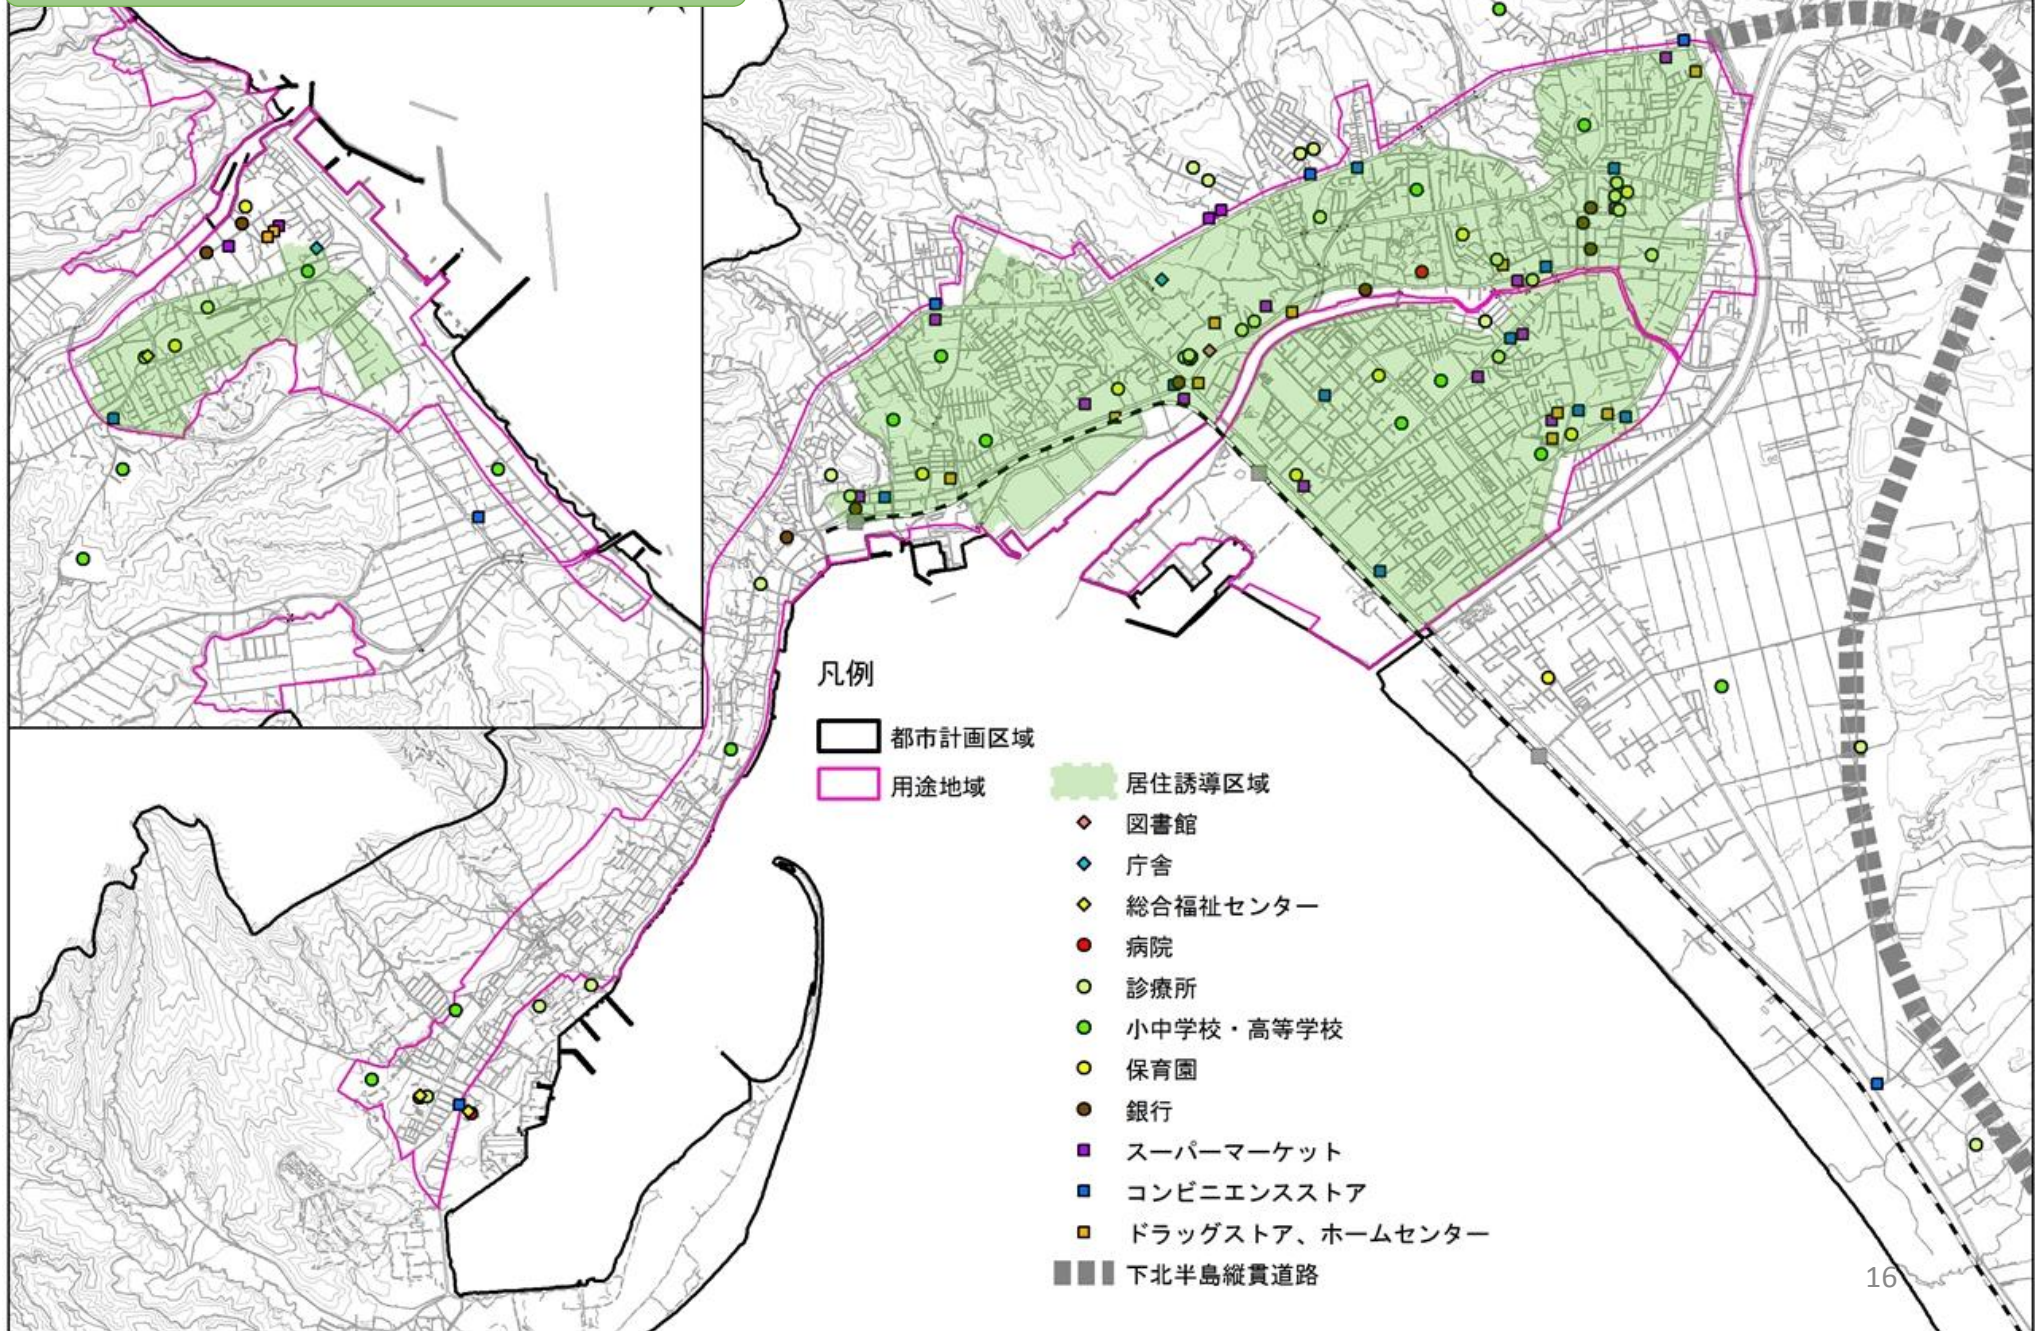 凡例
都市計画区域
用途地域
居住誘導区域
図書館
庁舎
総合福祉センター
病院
診療所
小中学校・高等学校
保育園
銀行
スーパーマーケット
コンビニエンスストア
ドラッグストア、ホームセンター
下北半島縦貫道路
16